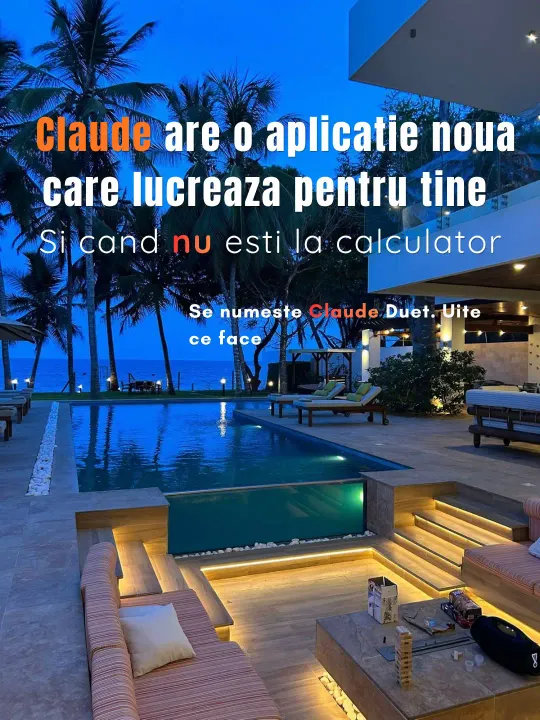 Claude are o aplicatie noua
care lucreaza pentru tine
Si cand nu esti la calculator
Se numeste Claude Duet. Uite
ce face